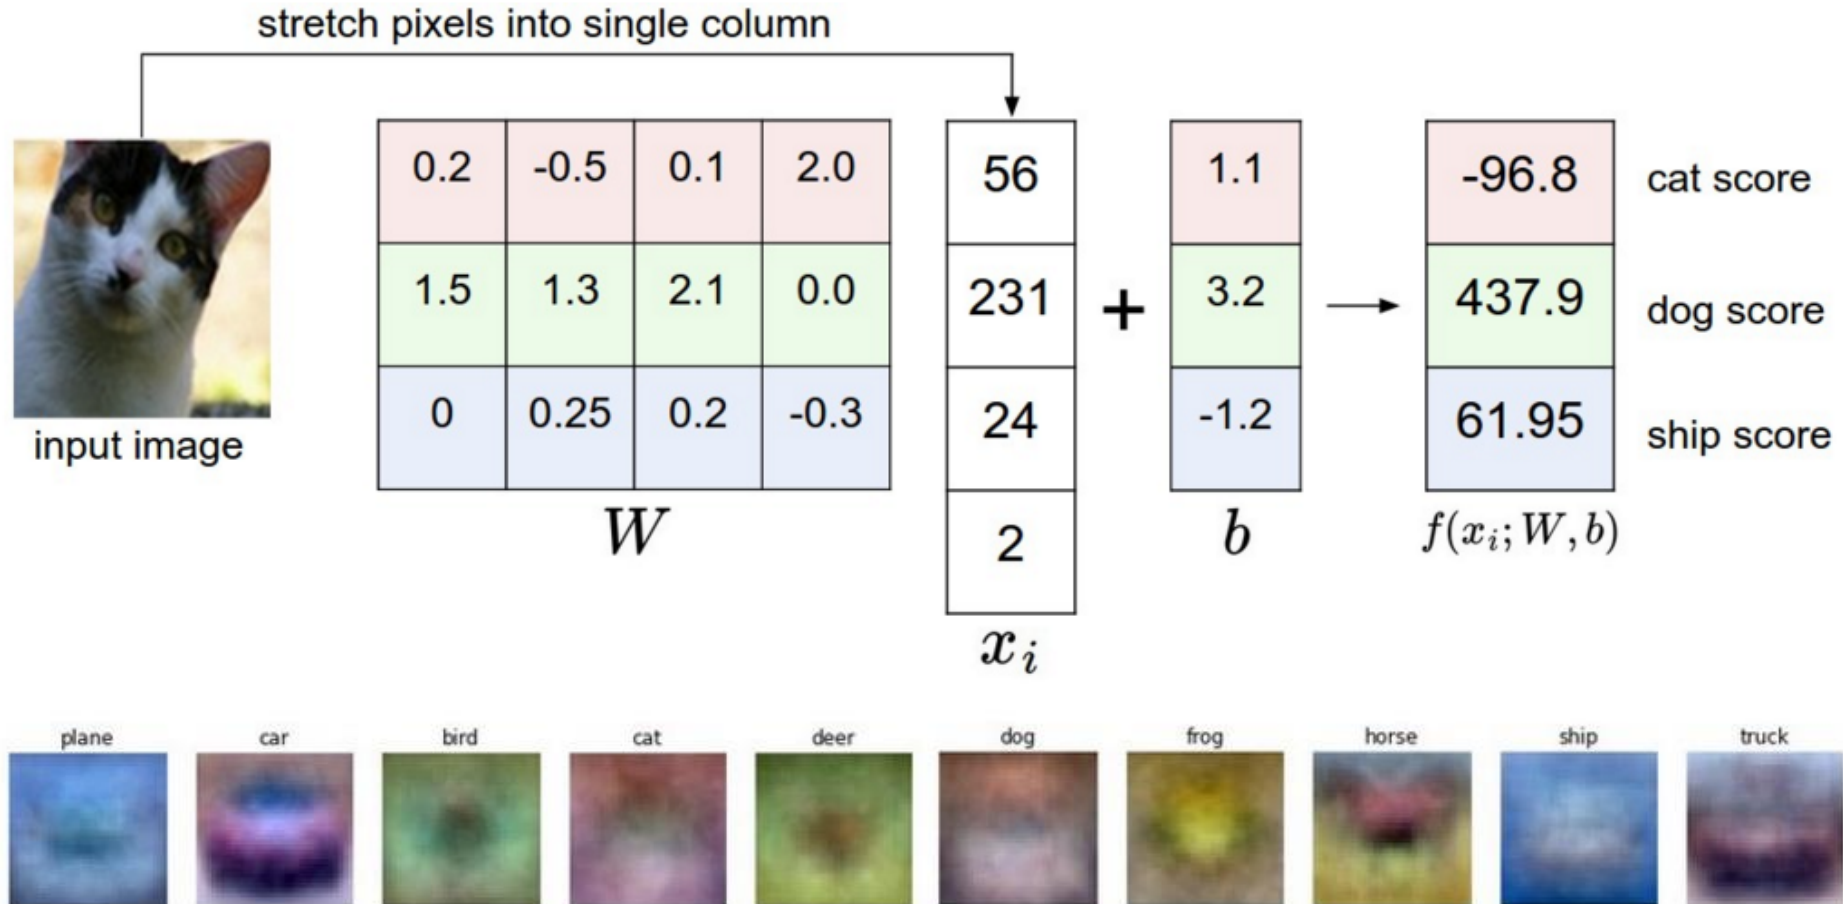 stretch pixels into single column
0.2 -0.5 0.1 2.0 56 1.1 -96.8 cat score
1.5 1.3 2.1 0.0 231 + 3.2 → 437.9 dog score
0 0.25 0.2 -0.3 24 -1.2 61.95 ship score
input image
W 2 b f(x_i; W, b)
x_i
plane car bird cat deer dog frog horse ship truck